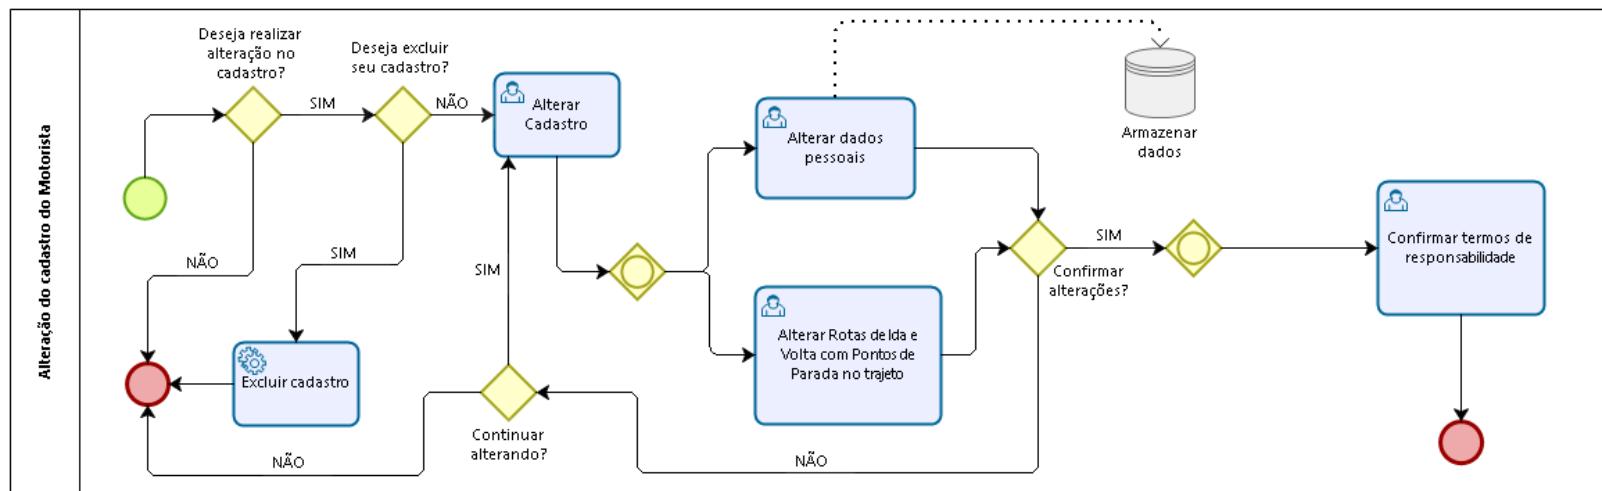 Alteração do cadastro do Motorista
Deseja realizar
alteração no
cadastro?
Deseja excluir
seu cadastro?
SIM
NÃO
Alterar
Cadastro
Alterar dados
pessoais
Armazenar
dados
NÃO
SIM
SIM
SIM
Confirmar
alterações?
Confirmar termos de
responsabilidade
Alterar Rotas de Ida e
Volta com Pontos de
Parada no trajeto
Excluir cadastro
Continuar
alterando?
NÃO
NÃO